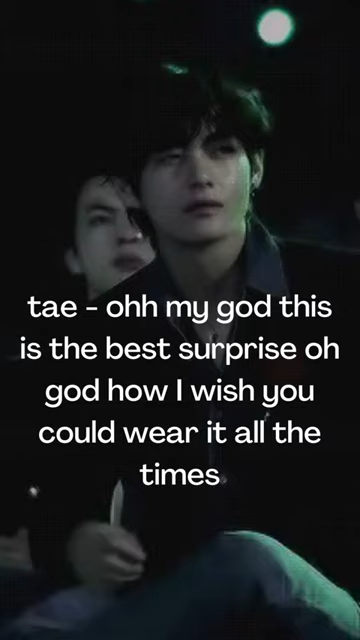 tae - ohh my god this
is the best surprise oh
god how I wish you
could wear it all the
times